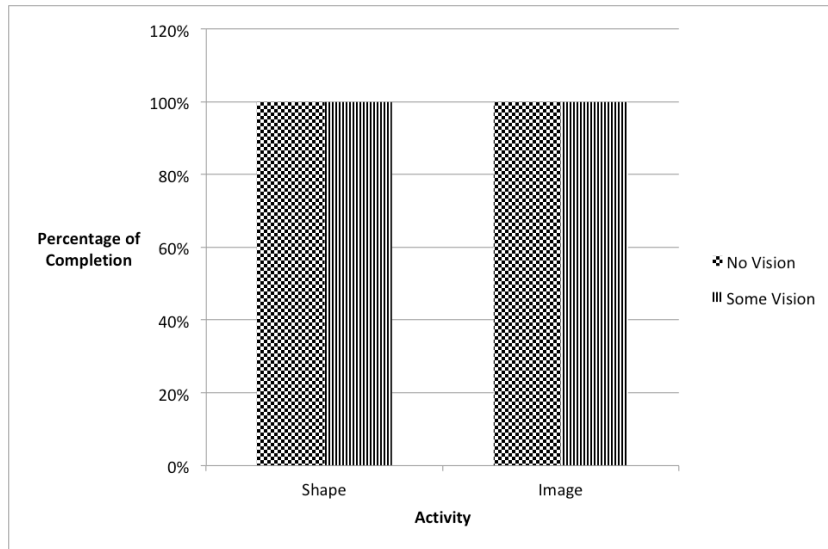 120%
100%
80%
Percentage of
Completion
60%
40%
20%
0%
No Vision
Some Vision
Shape
Image
Activity